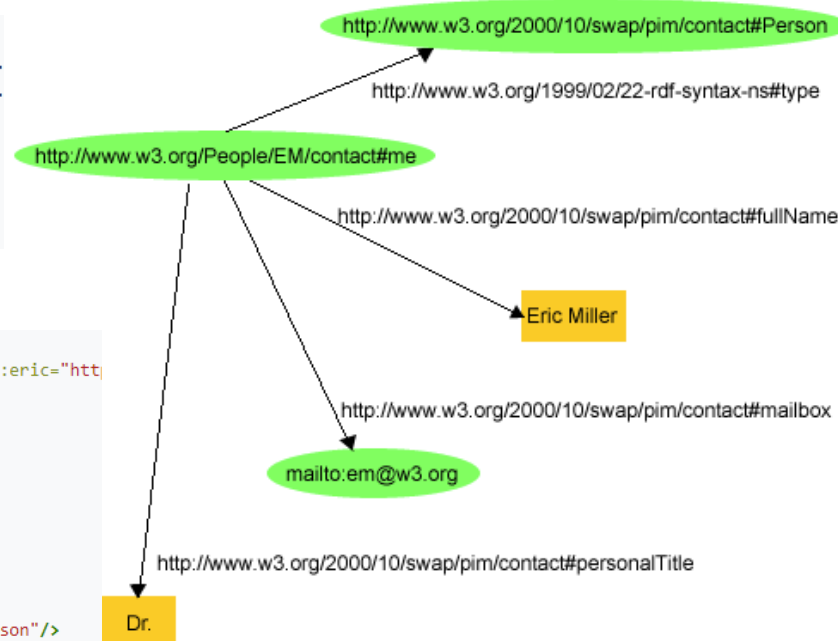 http://www.w3.org/2000/10/swap/pim/contact#Person
http://www.w3.org/1999/02/22-rdf-syntax-ns#type
http://www.w3.org/People/EM/contact#me
http://www.w3.org/2000/10/swap/pim/contact#fullName
Eric Miller
:eric="htt
http://www.w3.org/2000/10/swap/pim/contact#mailbox
mailto:em@w3.org
http://www.w3.org/2000/10/swap/pim/contact#personalTitle
Dr.
son"/>